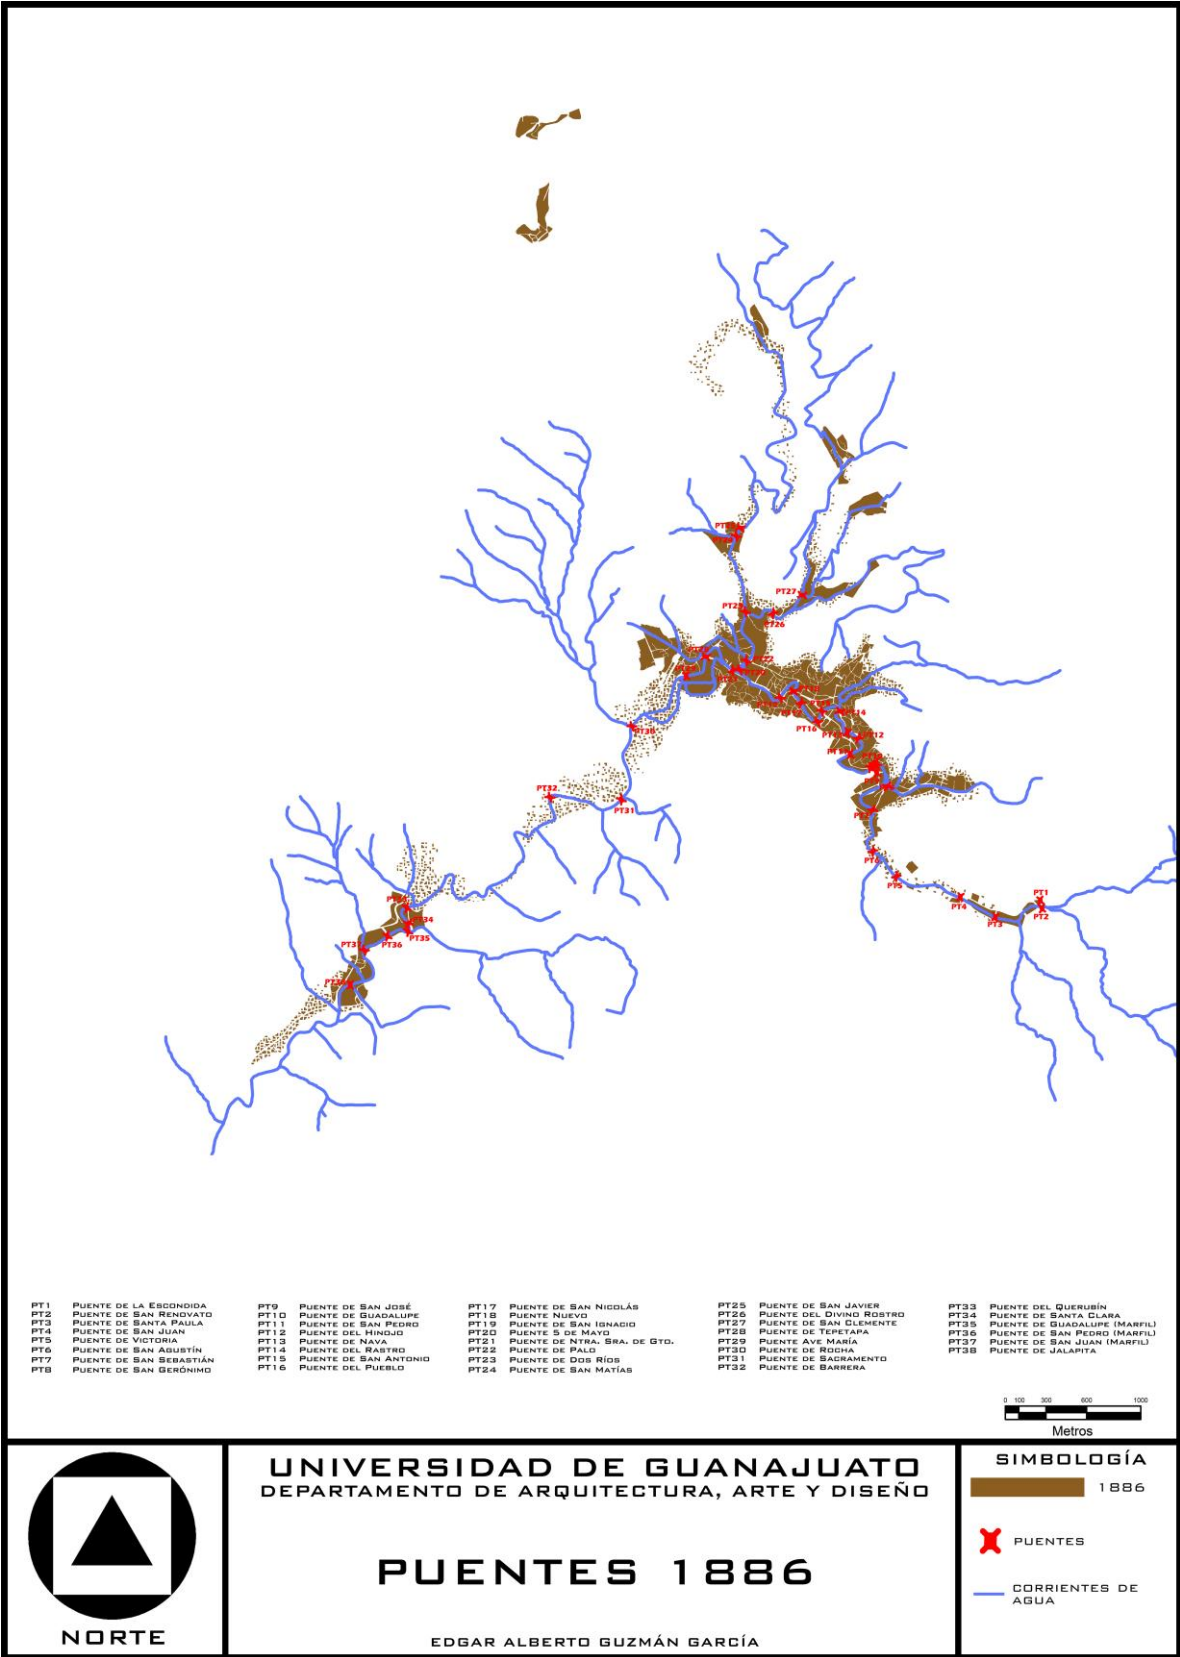 PT27
PT25
PT26
PT22
PT14
PT16
PT12
PT30
PT32
PT31
PT6
PT5
PT4
PT3
PT1
PT2
PT34
PT35
PT36
PT37
PT1 PUENTE DE LA ESCONDIDA
PT2 PUENTE DE SAN RENOVATO
PT3 PUENTE DE SANTA PAULA
PT4 PUENTE DE SAN JUAN
PT5 PUENTE DE VICTORIA
PT6 PUENTE DE SAN AGUSTÍN
PT7 PUENTE DE SAN SEBASTIÁN
PT8 PUENTE DE SAN GERÓNIMO
PT9 PUENTE DE SAN JOSÉ
PT10 PUENTE DE GUADALUPE
PT11 PUENTE DE SAN PEDRO
PT12 PUENTE DEL HINOJO
PT13 PUENTE DE NAVA
PT14 PUENTE DEL RASTRO
PT15 PUENTE DE SAN ANTONIO
PT16 PUENTE DEL PUEBLO
PT17 PUENTE DE SAN NICOLÁS
PT18 PUENTE NUEVO
PT19 PUENTE DE SAN IGNACIO
PT20 PUENTE 5 DE MAYO
PT21 PUENTE DE NTRA. SRA. DE GTO.
PT22 PUENTE DE PALO
PT23 PUENTE DE DOS RÍOS
PT24 PUENTE DE SAN MATÍAS
PT25 PUENTE DE SAN JAVIER
PT26 PUENTE DEL DIVINO ROSTRO
PT27 PUENTE DE SAN CLEMENTE
PT28 PUENTE DE TEPETAPA
PT29 PUENTE AVE MARÍA
PT30 PUENTE DE ROCHA
PT31 PUENTE DE SACRAMENTO
PT32 PUENTE DE BARRERA
PT33 PUENTE DEL QUERUBÍN
PT34 PUENTE DE SANTA CLARA
PT35 PUENTE DE GUADALUPE (MARFIL)
PT36 PUENTE DE SAN PEDRO (MARFIL)
PT37 PUENTE DE SAN JUAN (MARFIL)
PT38 PUENTE DE JALAPITA
0 100 300 600 1000
Metros
NORTE
UNIVERSIDAD DE GUANAJUATO
DEPARTAMENTO DE ARQUITECTURA, ARTE Y DISEÑO
PUENTES 1886
EDGAR ALBERTO GUZMÁN GARCÍA
SIMBOLOGÍA
1886
PUENTES
CORRIENTES DE
AGUA